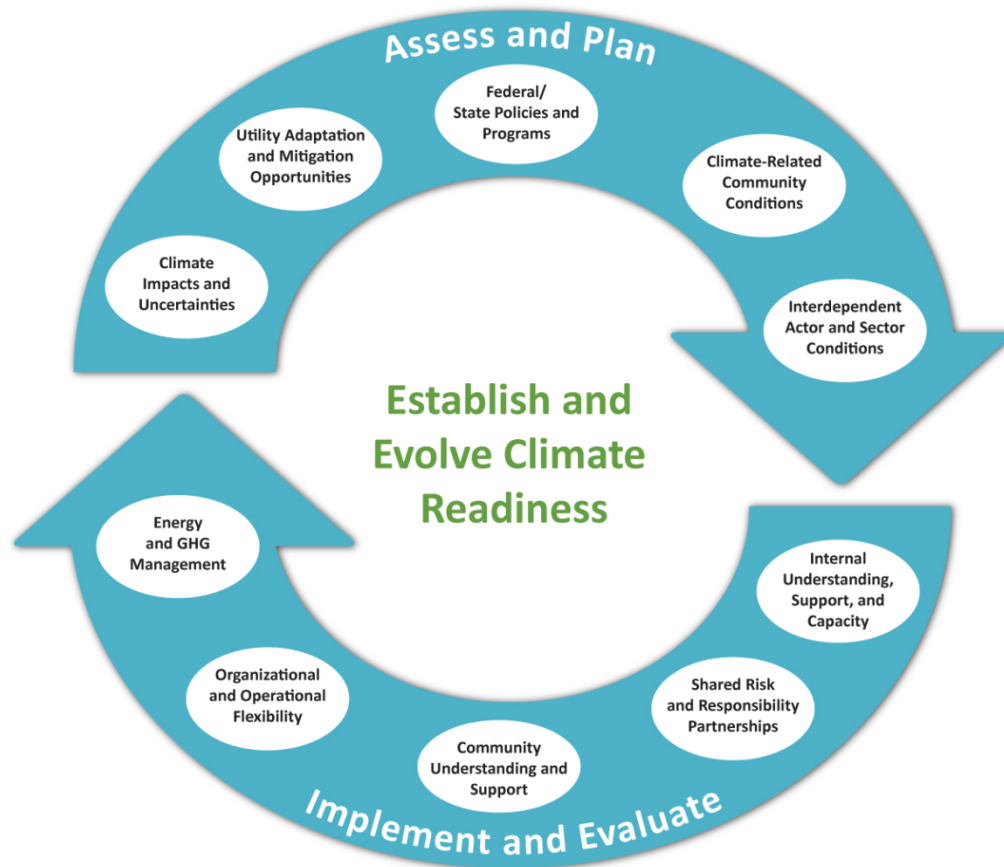 Assess and Plan
Federal/
State Policies and
Programs
Utility Adaptation
and Mitigation
Opportunities
Climate-Related
Community
Conditions
Climate
Impacts and
Uncertainties
Interdependent
Actor and Sector
Conditions
Establish and
Evolve Climate
Readiness
Energy
and GHG
Management
Internal
Understanding,
Support, and
Capacity
Organizational
and Operational
Flexibility
Shared Risk
and Responsibility
Partnerships
Community
Understanding and
Support
Implement and Evaluate